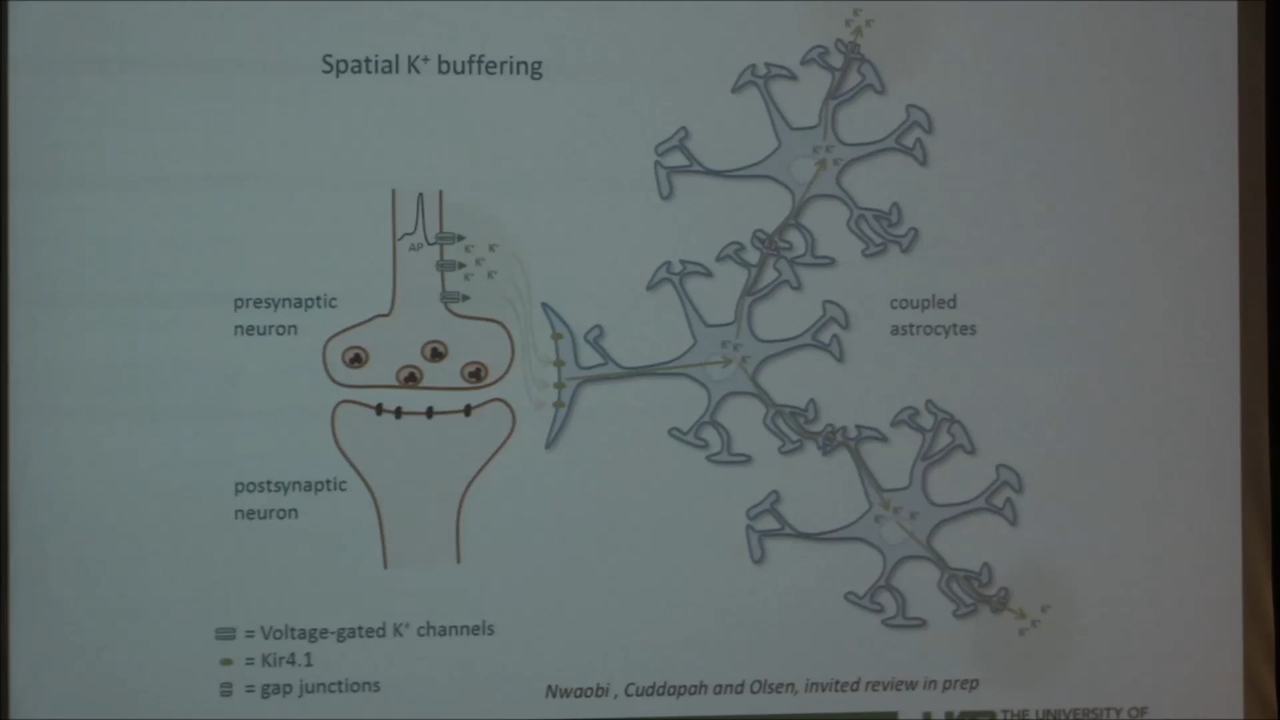 Spatial K⁺ buffering
K⁺
K⁺ K⁺
K⁺ K⁺
K⁺
AP
K⁺ K⁺
K⁺
K⁺ K⁺
presynaptic
neuron
coupled
astrocytes
K⁺ K⁺
K⁺
postsynaptic
neuron
K⁺ K⁺
K⁺
K⁺
K⁺
K⁺
= Voltage-gated K⁺ channels
= Kir4.1
= gap junctions
Nwaobi , Cuddapah and Olsen, invited review in prep
THE UNIVERSITY OF